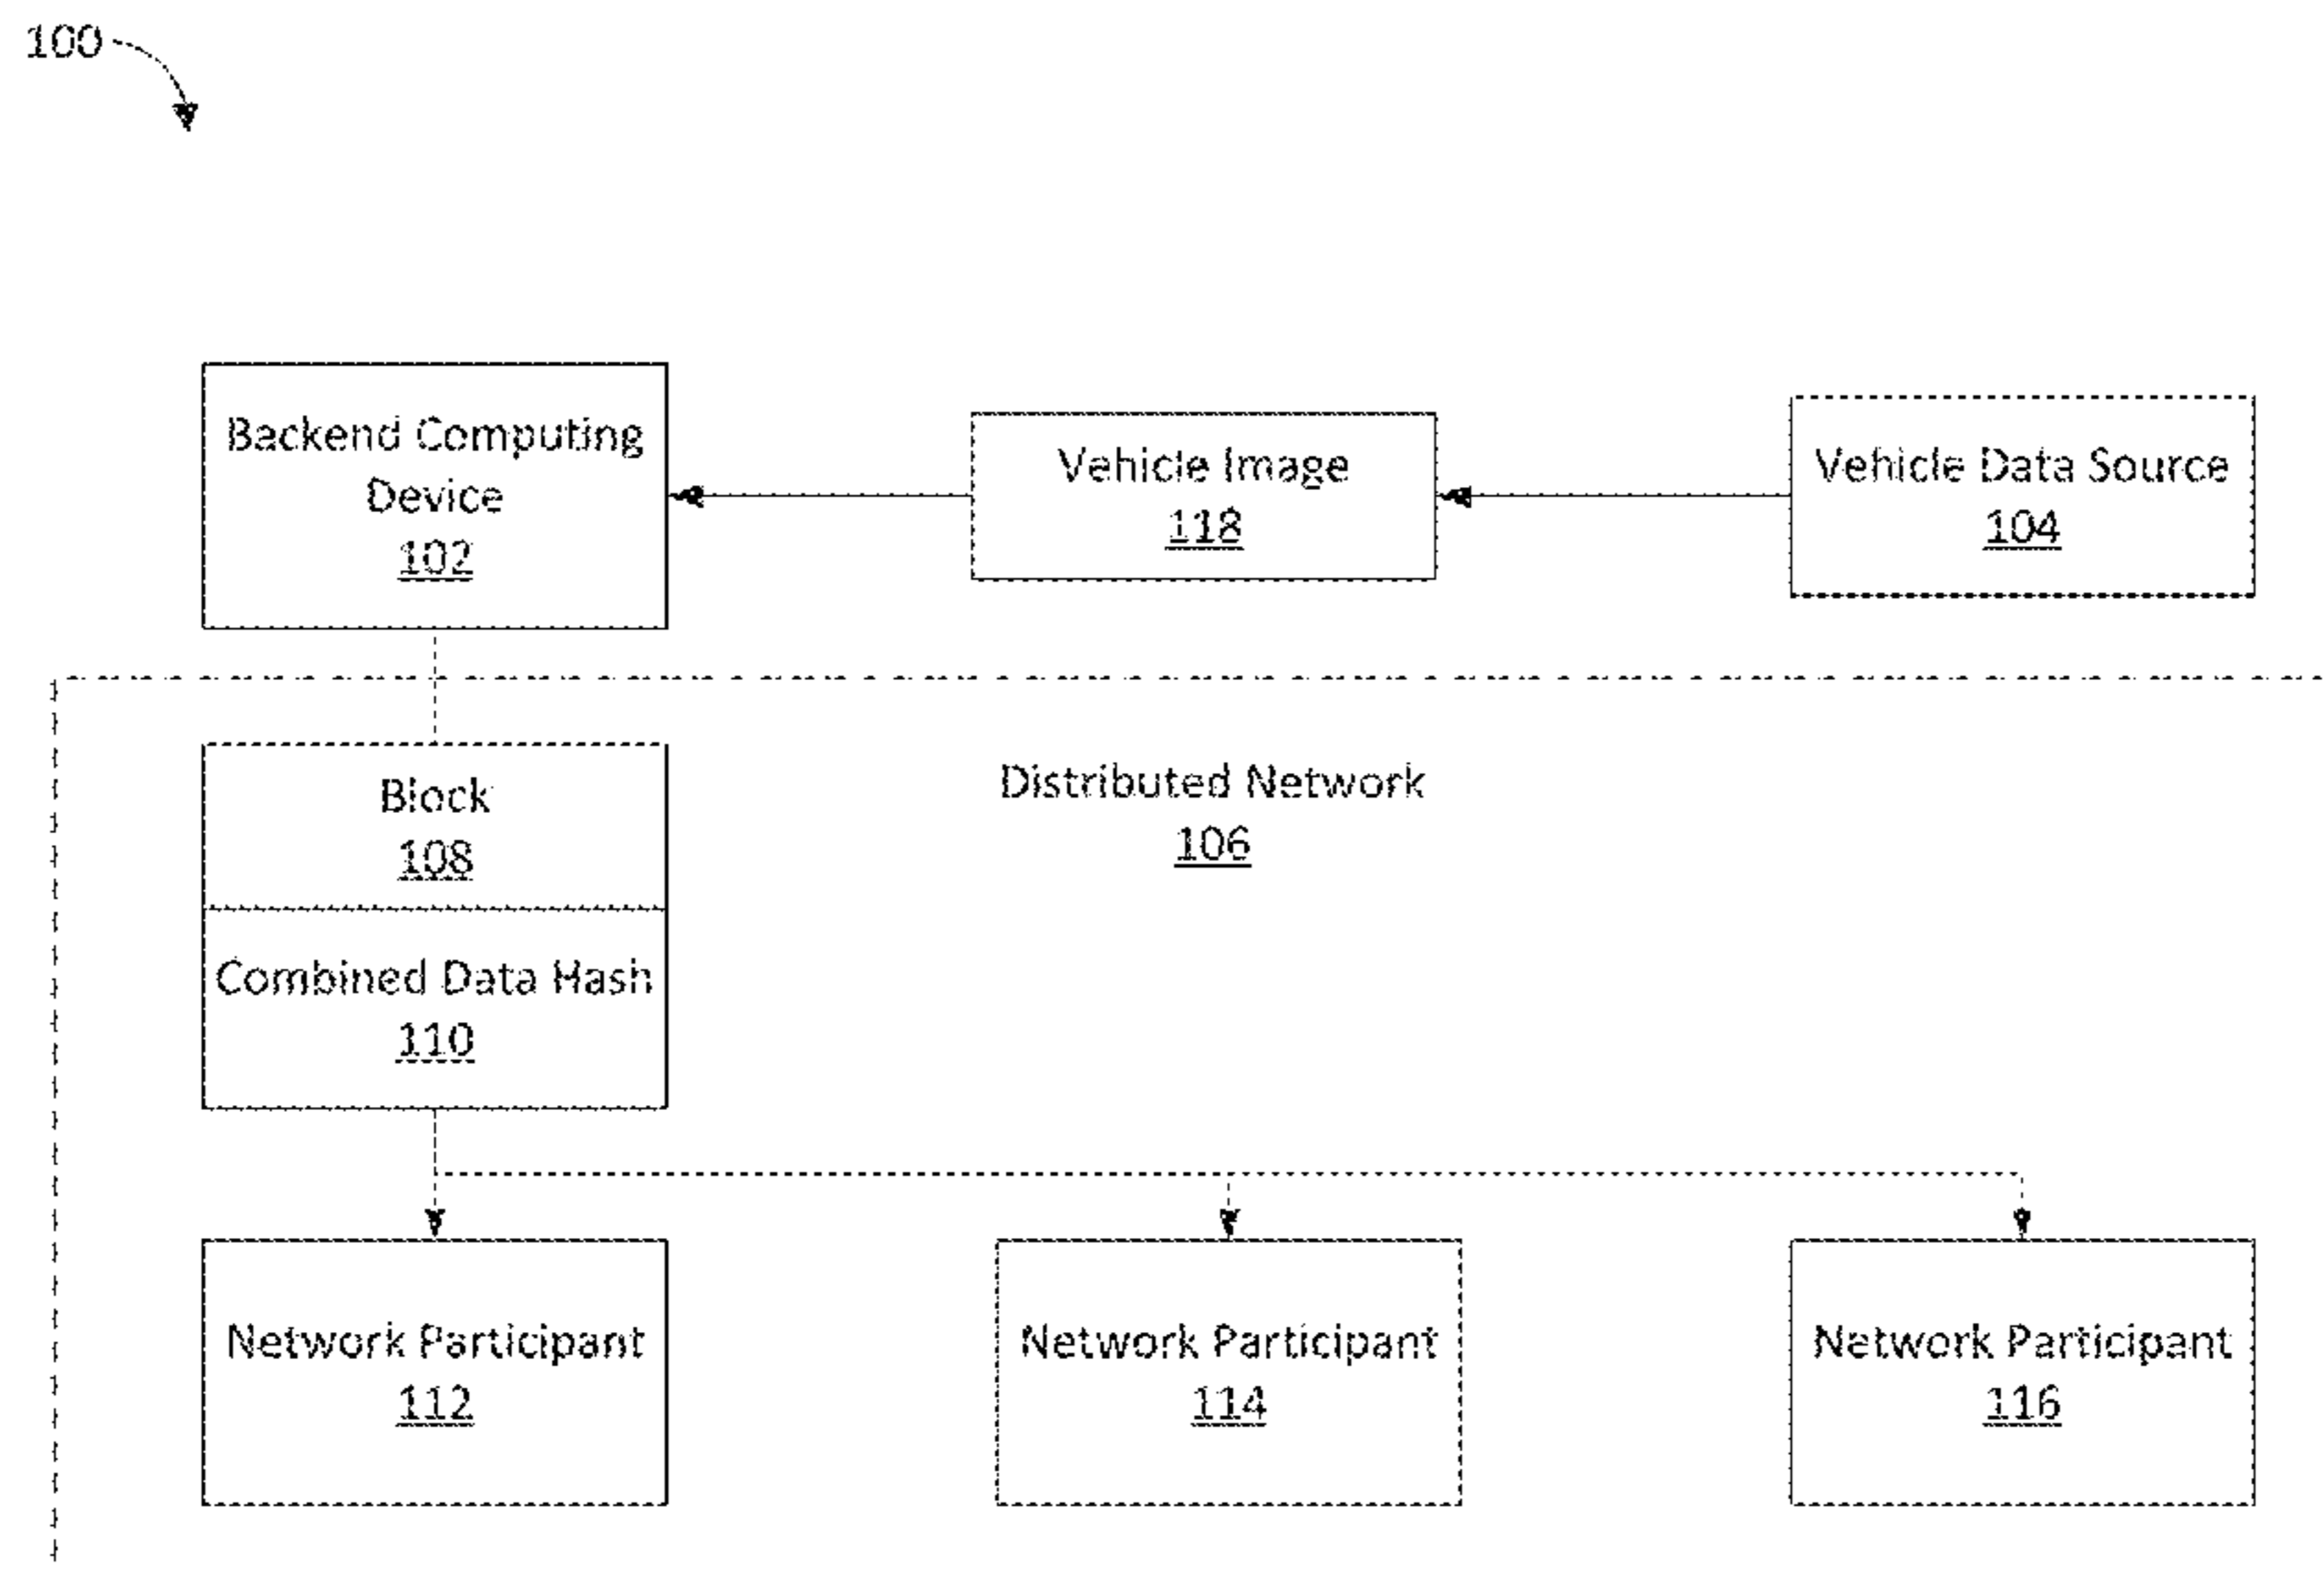 100
Backend Computing
Device
102
Vehicle Image
118
Vehicle Data Source
104
Block
108
Distributed Network
106
Combined Data Hash
110
Network Participant
112
Network Participant
114
Network Participant
116